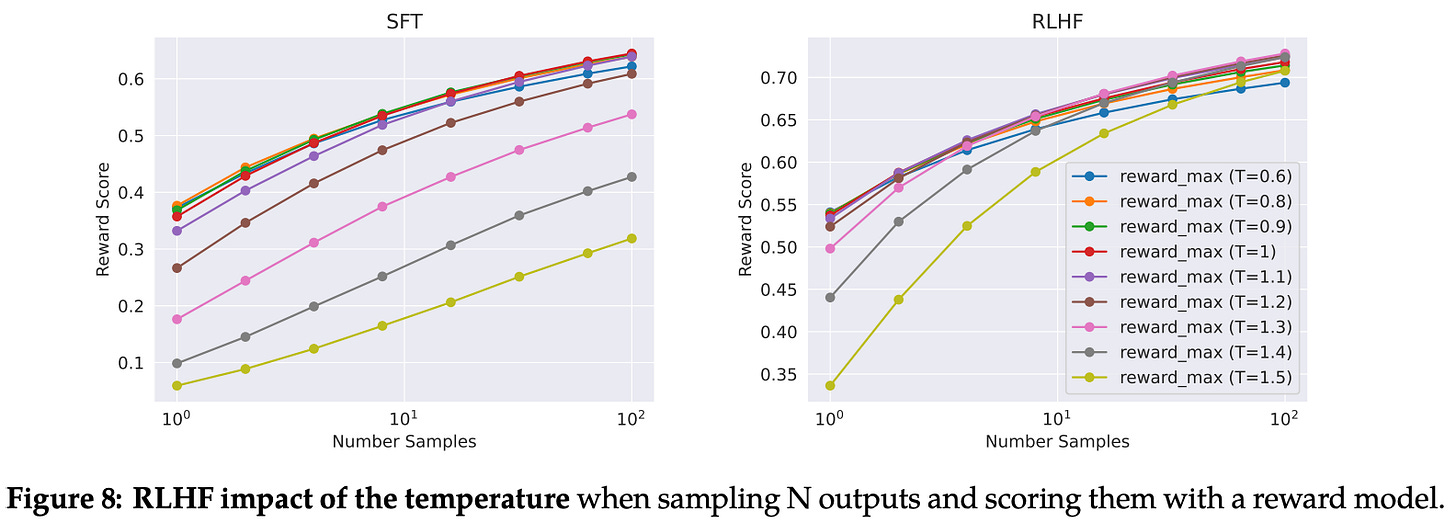 SFT
RLHF
Reward Score
0.6
0.5
0.4
0.3
0.2
0.1
10⁰
10¹
10²
Number Samples
Reward Score
0.70
0.65
0.60
0.55
0.50
0.45
0.40
0.35
reward_max (T=0.6)
reward_max (T=0.8)
reward_max (T=0.9)
reward_max (T=1)
reward_max (T=1.1)
reward_max (T=1.2)
reward_max (T=1.3)
reward_max (T=1.4)
reward_max (T=1.5)
10⁰
10¹
10²
Number Samples
Figure 8: RLHF impact of the temperature when sampling N outputs and scoring them with a reward model.